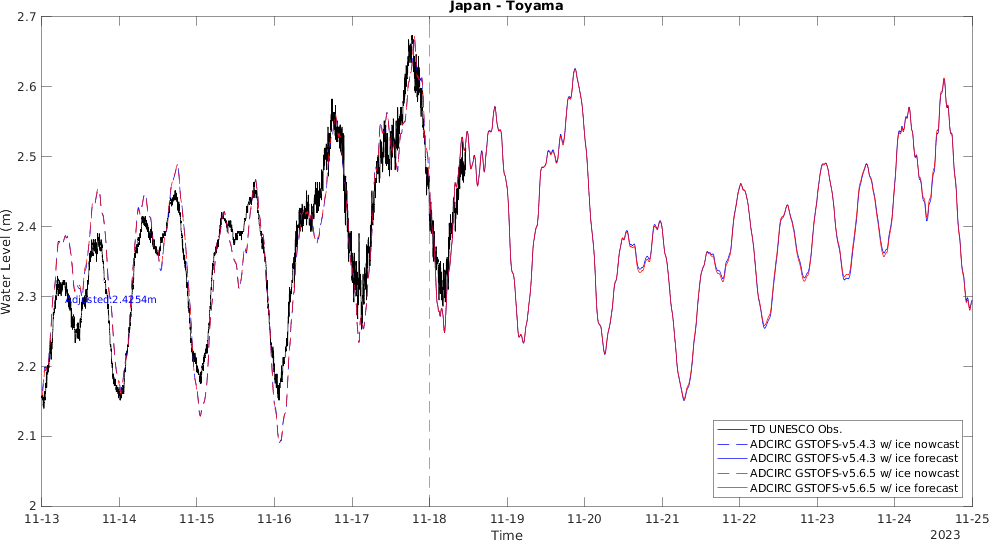 Japan - Toyama
2.7
2.6
2.5
2.4
2.3
2.2
2.1
2
Water Level (m)
Adjusted:2.4254m
TD UNESCO Obs.
ADCIRC GSTOFS-v5.4.3 w/ ice nowcast
ADCIRC GSTOFS-v5.4.3 w/ ice forecast
ADCIRC GSTOFS-v5.6.5 w/ ice nowcast
ADCIRC GSTOFS-v5.6.5 w/ ice forecast
11-13 11-14 11-15 11-16 11-17 11-18 11-19 11-20 11-21 11-22 11-23 11-24 11-25
Time
2023